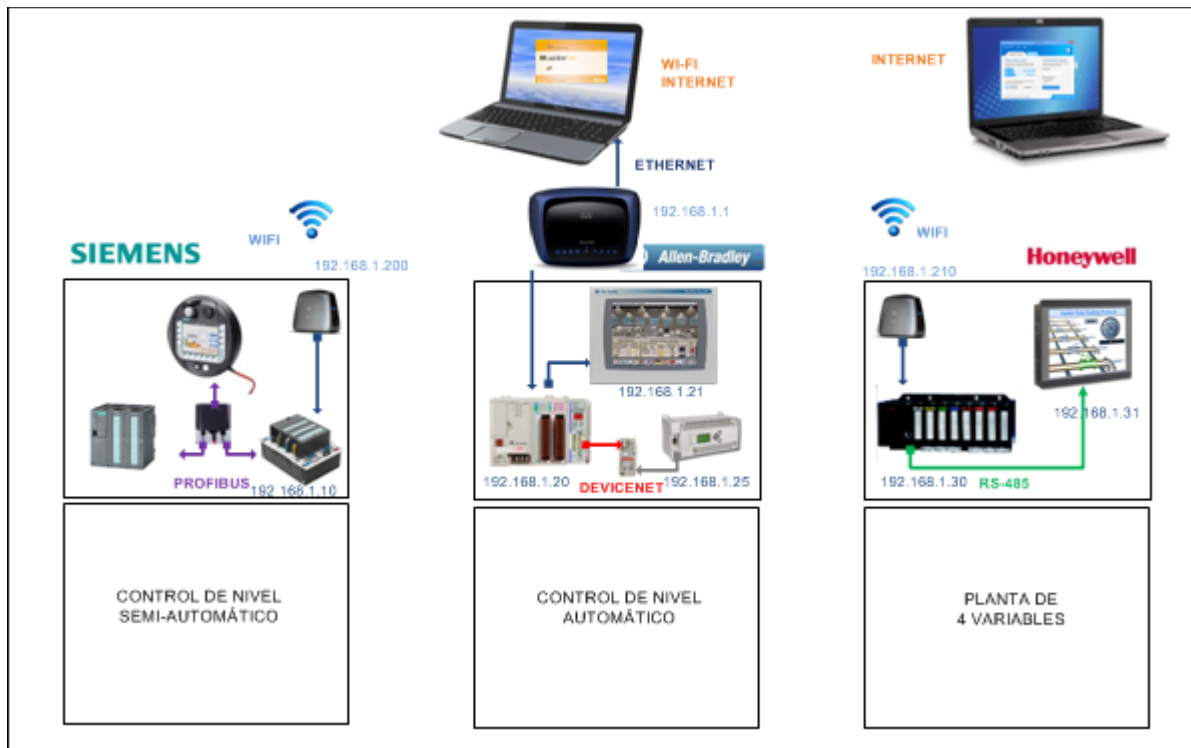 WI-FI
INTERNET
INTERNET
ETHERNET
192.168.1.1
WIFI
192.168.1.200
SIEMENS
Allen-Bradley
WIFI
192.168.1.210
Honeywell
192.168.1.21
192.168.1.31
PROFIBUS
192.168.1.10
192.168.1.20
DEVICENET
192.168.1.25
192.168.1.30
RS-485
CONTROL DE NIVEL
SEMI-AUTOMÁTICO
CONTROL DE NIVEL
AUTOMÁTICO
PLANTA DE
4 VARIABLES